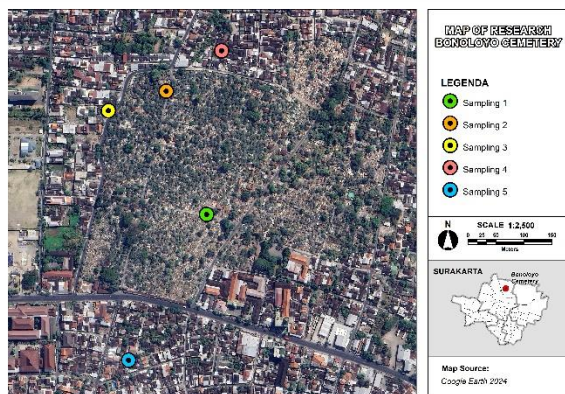 MAP OF RESEARCH
BONOLOYO CEMETERY
LEGENDA
Sampling 1
Sampling 2
Sampling 3
Sampling 4
Sampling 5
N
SCALE 1:2,500
0 25 50 100 150
Meters
SURAKARTA
Bonoloyo
Cemetery
Map Source:
Google Earth 2024